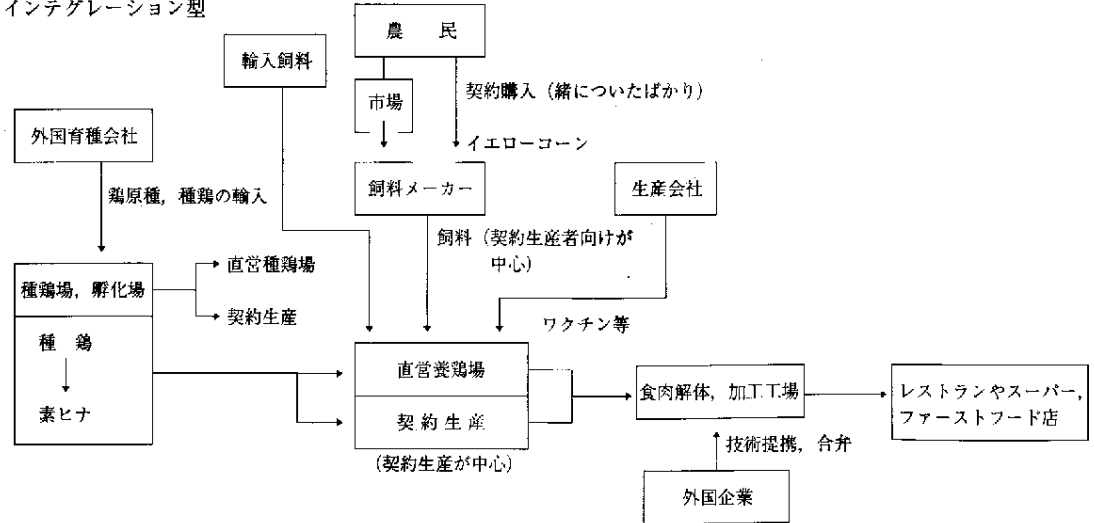 インテグレーション型
農 民
輸入飼料
市場
契約購入（緒についたばかり）
外国育種会社
イエローコーン
飼料メーカー
生産会社
鶏原種，種鶏の輸入
飼料（契約生産者向けが
中心）
種鶏場，孵化場
直営種鶏場
契約生産
ワクチン等
種 鶏
素ヒナ
直営養鶏場
契約生産
（契約生産が中心）
食肉解体，加工工場
レストランやスーパー，
ファーストフード店
技術提携，合弁
外国企業